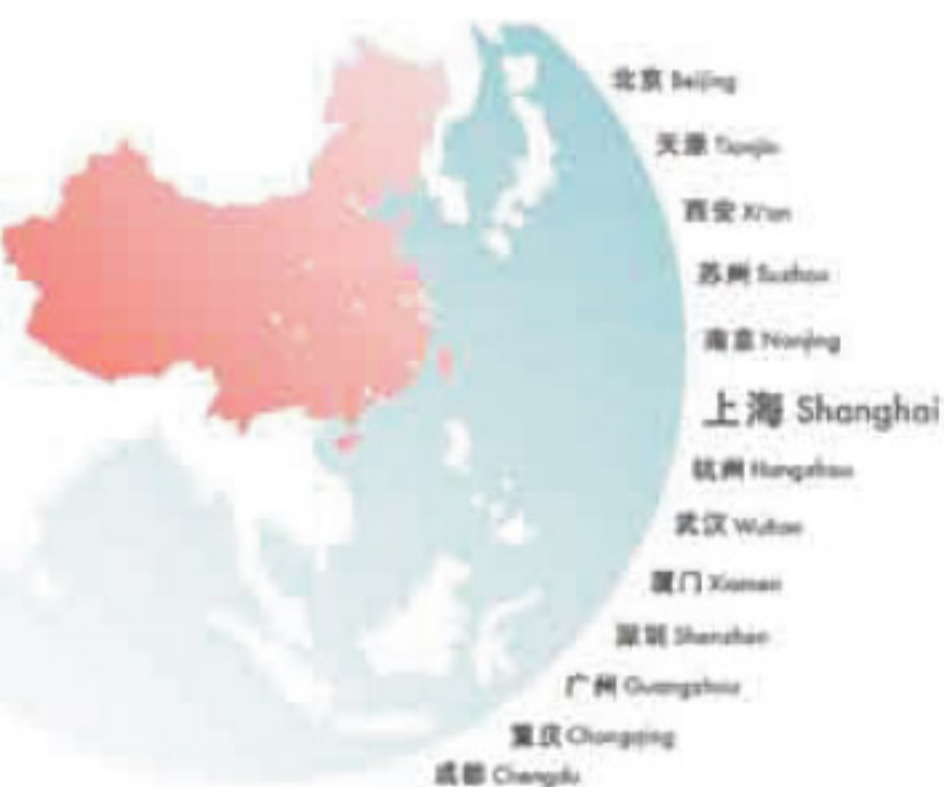 北京 Beijing
天津 Tianjin
西安 Xi'an
苏州 Suzhou
南京 Nanjing
上海 Shanghai
杭州 Hangzhou
武汉 Wuhan
厦门 Xiamen
深圳 Shenzhen
广州 Guangzhou
重庆 Chongqing
成都 Chengdu